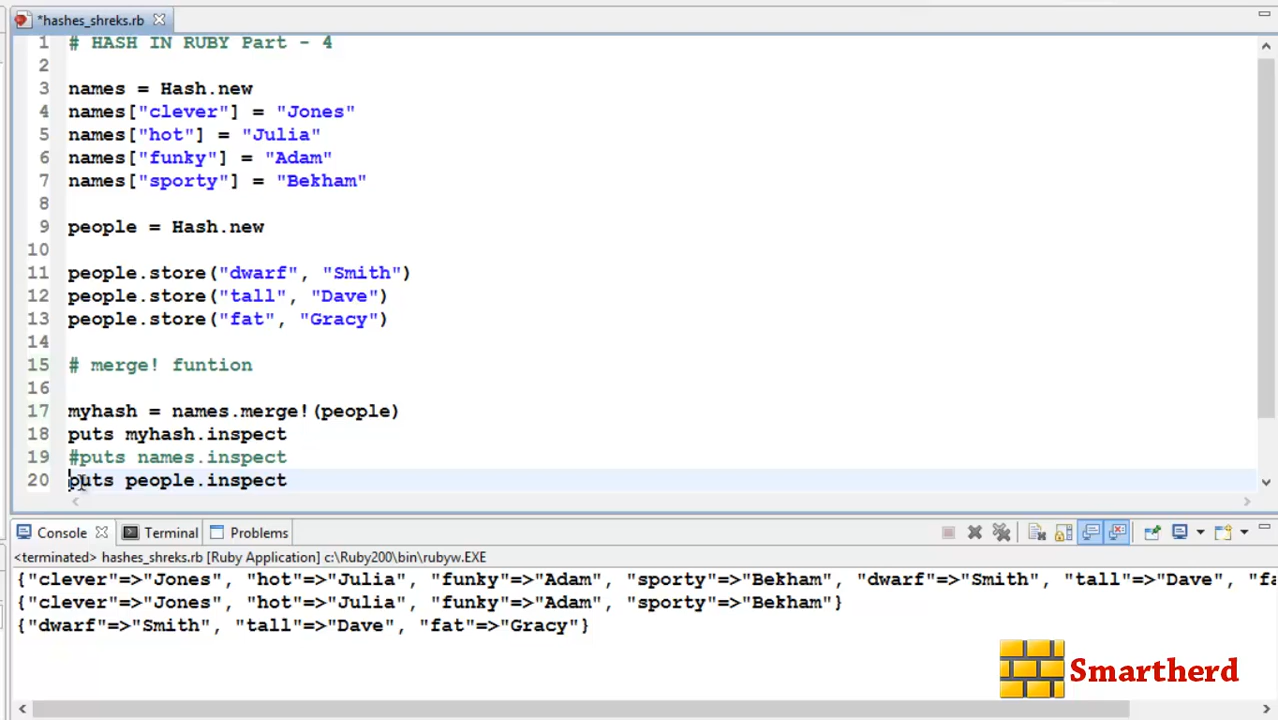 *hashes_shreks.rb
1 # HASH IN RUBY Part - 4
2
3 names = Hash.new
4 names["clever"] = "Jones"
5 names["hot"] = "Julia"
6 names["funky"] = "Adam"
7 names["sporty"] = "Bekham"
8
9 people = Hash.new
10
11 people.store("dwarf", "Smith")
12 people.store("tall", "Dave")
13 people.store("fat", "Gracy")
14
15 # merge! funtion
16
17 myhash = names.merge!(people)
18 puts myhash.inspect
19 #puts names.inspect
20 puts people.inspect
Console Terminal Problems
<terminated> hashes_shreks.rb [Ruby Application] c:\Ruby200\bin\rubyw.EXE
{"clever"=>"Jones", "hot"=>"Julia", "funky"=>"Adam", "sporty"=>"Bekham", "dwarf"=>"Smith", "tall"=>"Dave", "fa
{"clever"=>"Jones", "hot"=>"Julia", "funky"=>"Adam", "sporty"=>"Bekham"}
{"dwarf"=>"Smith", "tall"=>"Dave", "fat"=>"Gracy"}
Smartherd